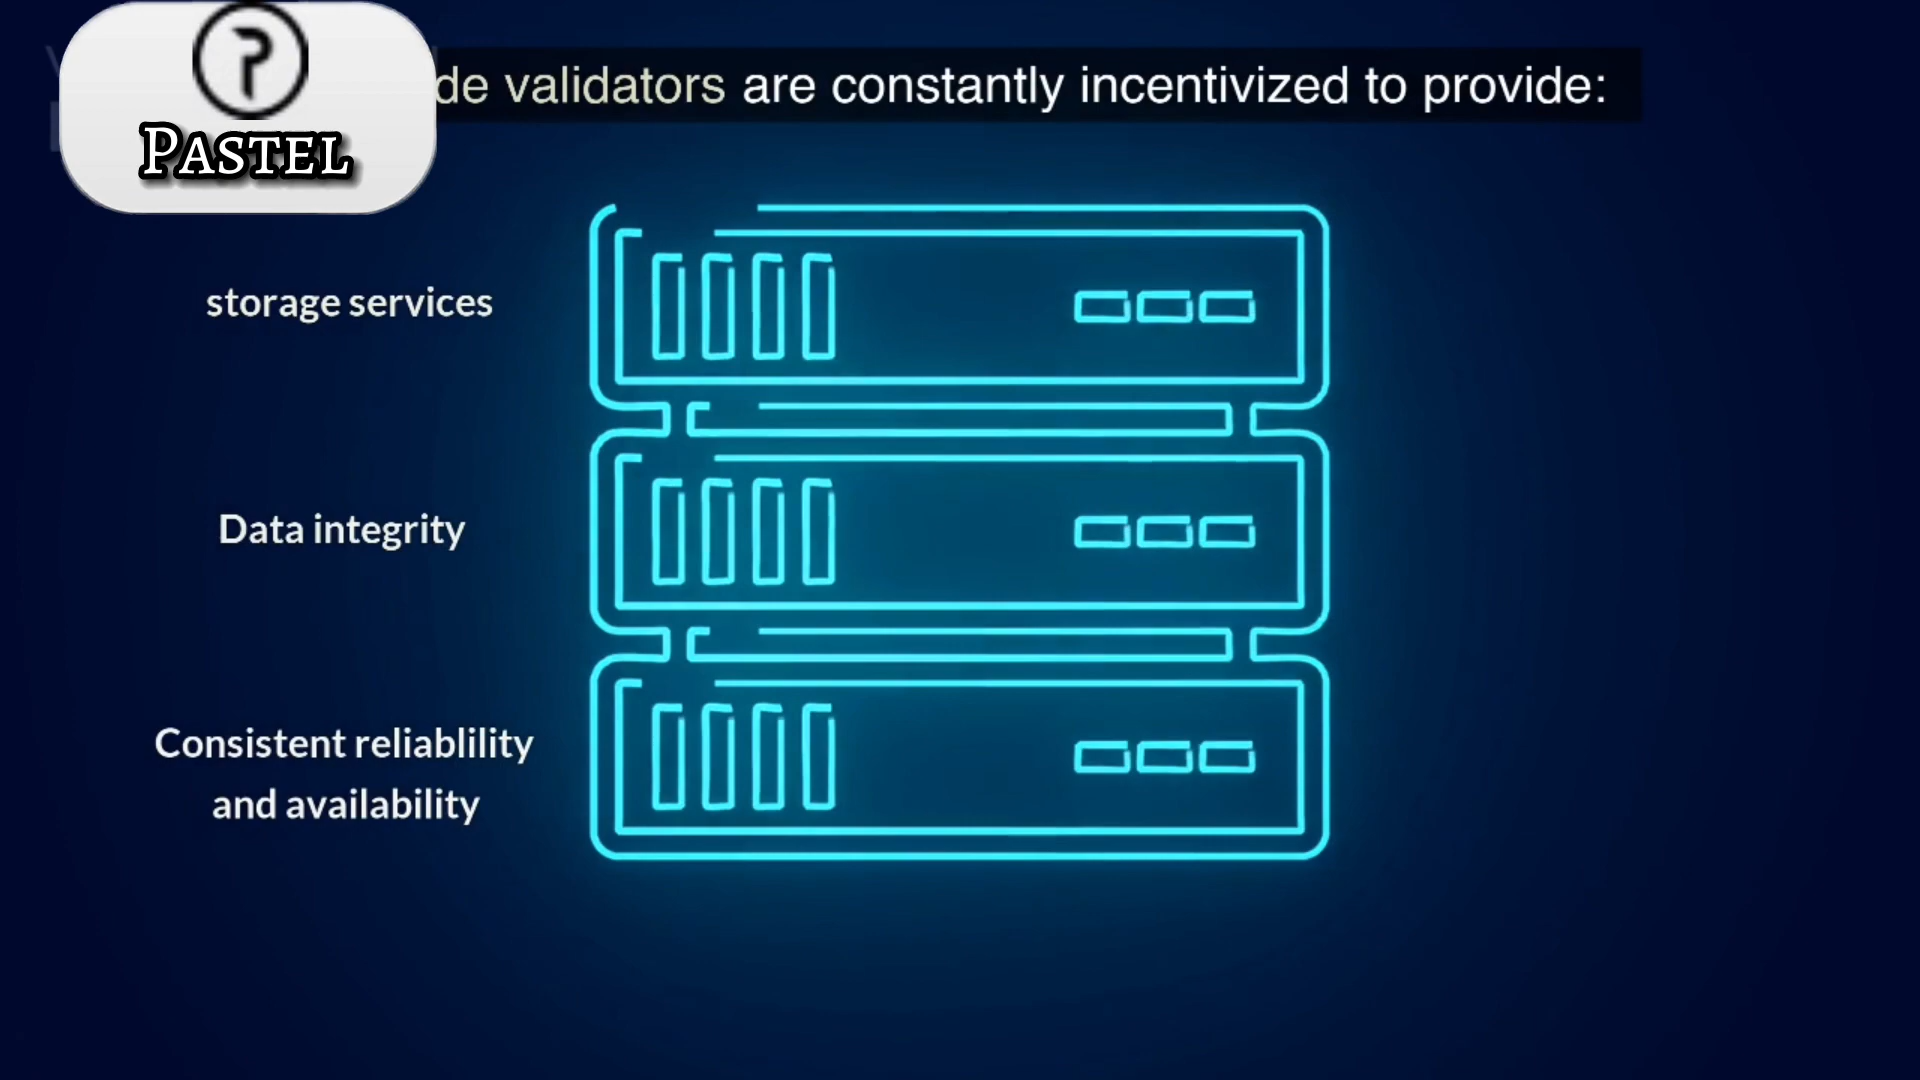 PASTEL
de validators are constantly incentivized to provide:
storage services
Data integrity
Consistent reliablility
and availability